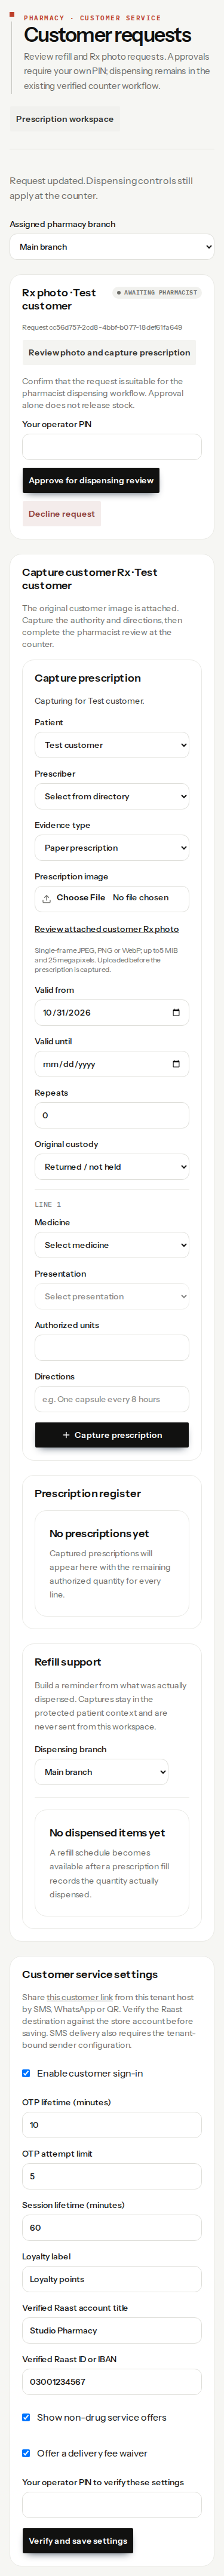 PHARMACY · CUSTOMER SERVICE
Customer requests
Review refill and Rx photo requests. Approvals
require your own PIN; dispensing remains in the
existing verified counter workflow.
Prescription workspace
Request updated. Dispensing controls still
apply at the counter.
Assigned pharmacy branch
Main branch
Rx photo · Test
customer
AWAITING PHARMACIST
Request cc56d757-2cd8-4bbf-b077-18def61fa649
Review photo and capture prescription
Confirm that the request is suitable for the
pharmacist dispensing workflow. Approval
alone does not release stock.
Your operator PIN
Approve for dispensing review
Decline request
Capture customer Rx · Test
customer
The original customer image is attached.
Capture the authority and directions, then
complete the pharmacist review at the
counter.
Capture prescription
Capturing for Test customer.
Patient
Test customer
Prescriber
Select from directory
Evidence type
Paper prescription
Prescription image
Choose File No file chosen
Review attached customer Rx photo
Single-frame JPEG, PNG or WebP; up to 5 MiB
and 25 megapixels. Uploaded before the
prescription is captured.
Valid from
10/31/2026
Valid until
mm/dd/yyyy
Repeats
0
Original custody
Returned / not held
LINE 1
Medicine
Select medicine
Presentation
Select presentation
Authorized units
Directions
e.g. One capsule every 8 hours
+ Capture prescription
Prescription register
No prescriptions yet
Captured prescriptions will
appear here with the remaining
authorized quantity for every
line.
Refill support
Build a reminder from what was actually
dispensed. Captures stay in the
protected patient context and are
never sent from this workspace.
Dispensing branch
Main branch
No dispensed items yet
A refill schedule becomes
available after a prescription fill
records the quantity actually
dispensed.
Customer service settings
Share this customer link from this tenant host
by SMS, WhatsApp or QR. Verify the Raast
destination against the store account before
saving. SMS delivery also requires the tenant-
bound sender configuration.
Enable customer sign-in
OTP lifetime (minutes)
10
OTP attempt limit
5
Session lifetime (minutes)
60
Loyalty label
Loyalty points
Verified Raast account title
Studio Pharmacy
Verified Raast ID or IBAN
03001234567
Show non-drug service offers
Offer a delivery fee waiver
Your operator PIN to verify these settings
Verify and save settings